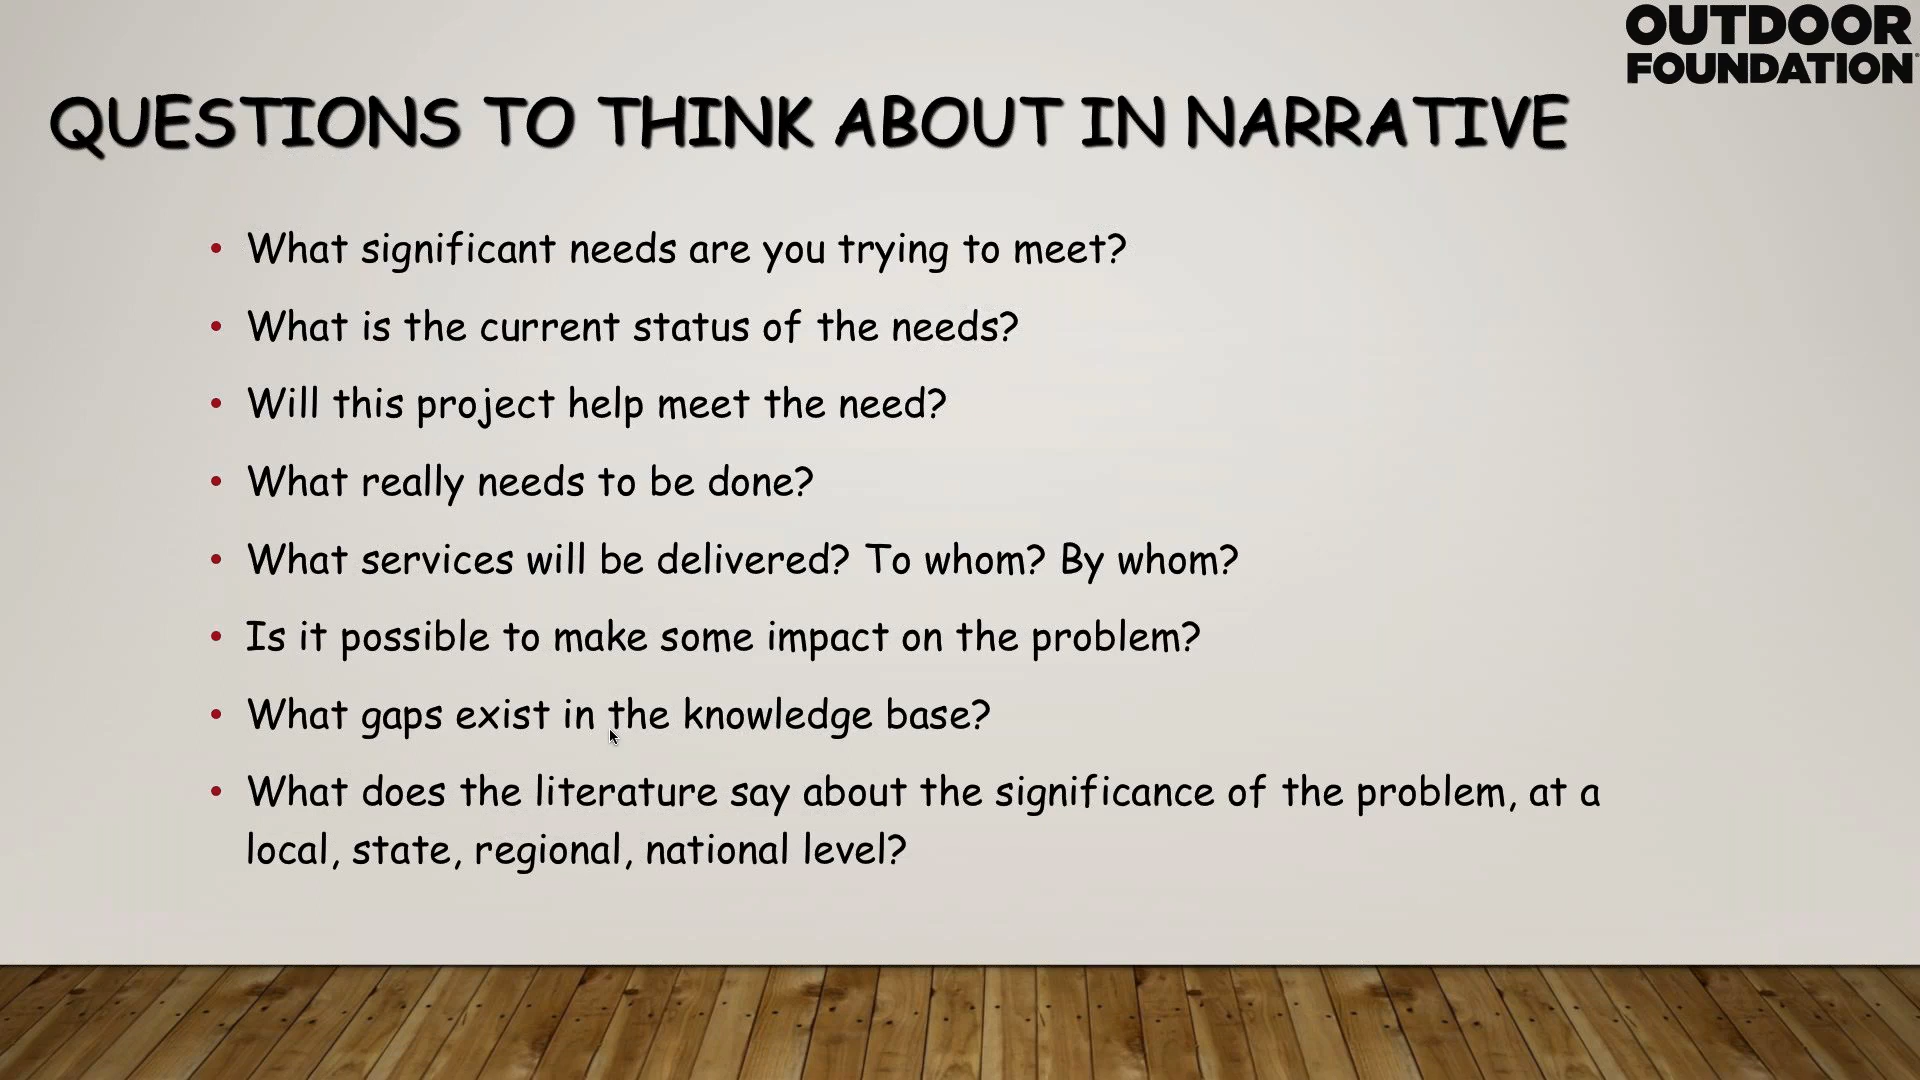 OUTDOOR
FOUNDATION
QUESTIONS TO THINK ABOUT IN NARRATIVE
• What significant needs are you trying to meet?
• What is the current status of the needs?
• Will this project help meet the need?
• What really needs to be done?
• What services will be delivered? To whom? By whom?
• Is it possible to make some impact on the problem?
• What gaps exist in the knowledge base?
• What does the literature say about the significance of the problem, at a
local, state, regional, national level?